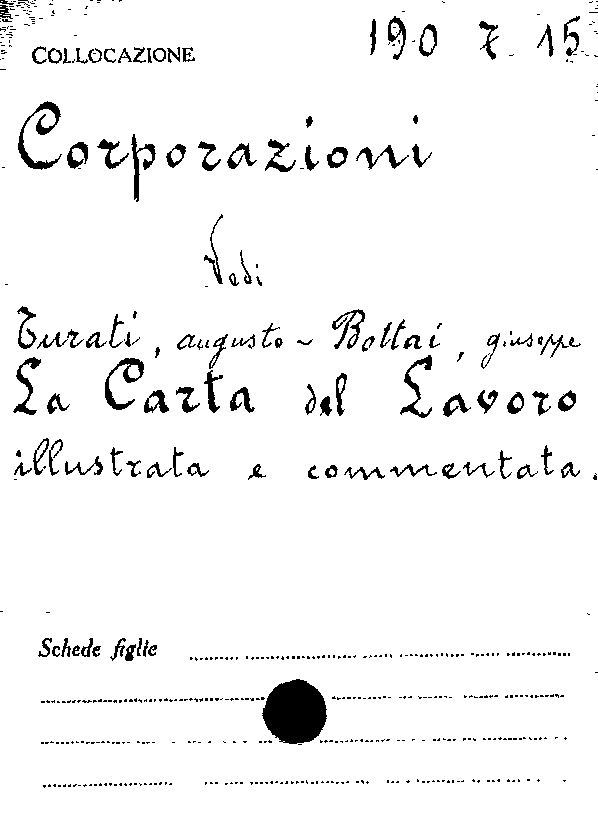 COLLOCAZIONE 190 Z 15
Corporazioni
Vedi
Turati, augusto - Bottai, giuseppe
La Carta del Lavoro
illustrata e commentata.
Schede figlie